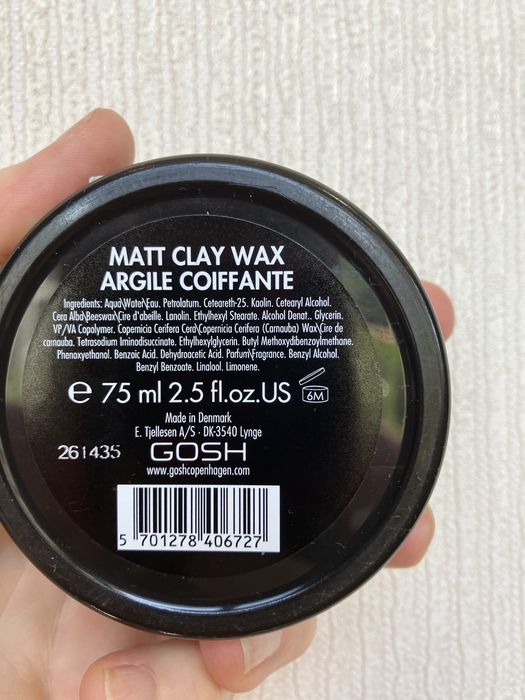 MATT CLAY WAX
ARGILE COIFFANTE
Ingredients: Aqua\Water\Eau. Petrolatum. Ceteareth-25. Kaolin. Cetearyl Alcohol.
Cera Alba\Beeswax\Cire d'abeille. Lanolin. Ethylhexyl Stearate. Alcohol Denat.. Glycerin.
VP/VA Copolymer. Copernicia Cerifera Cera\Copernicia Cerifera (Carnauba) Wax\Cire de
carnauba. Tetrasodium Iminodisuccinate. Ethylhexylglycerin. Butyl Methoxydibenzoylmethane.
Phenoxyethanol. Benzoic Acid. Dehydroacetic Acid. Parfum\Fragrance. Benzyl Alcohol.
Benzyl Benzoate. Linalool. Limonene.
e 75 ml 2.5 fl.oz.US 6M
Made in Denmark
E. Tjellesen A/S · DK-3540 Lynge
261435 GOSH
www.goshcopenhagen.com
5 701278 406727